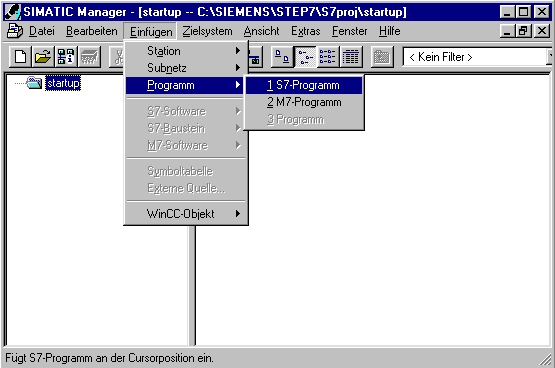 SIMATIC Manager - [startup -- C:\SIEMENS\STEP7\S7proj\startup]
Datei Bearbeiten Einfügen Zielsystem Ansicht Extras Fenster Hilfe
< Kein Filter >
startup
Station
Subnetz
Programm
S7-Software
S7-Baustein
M7-Software
Symboltabelle
Externe Quelle...
WinCC-Objekt
1 S7-Programm
2 M7-Programm
3 Programm
Fügt S7-Programm an der Cursorposition ein.